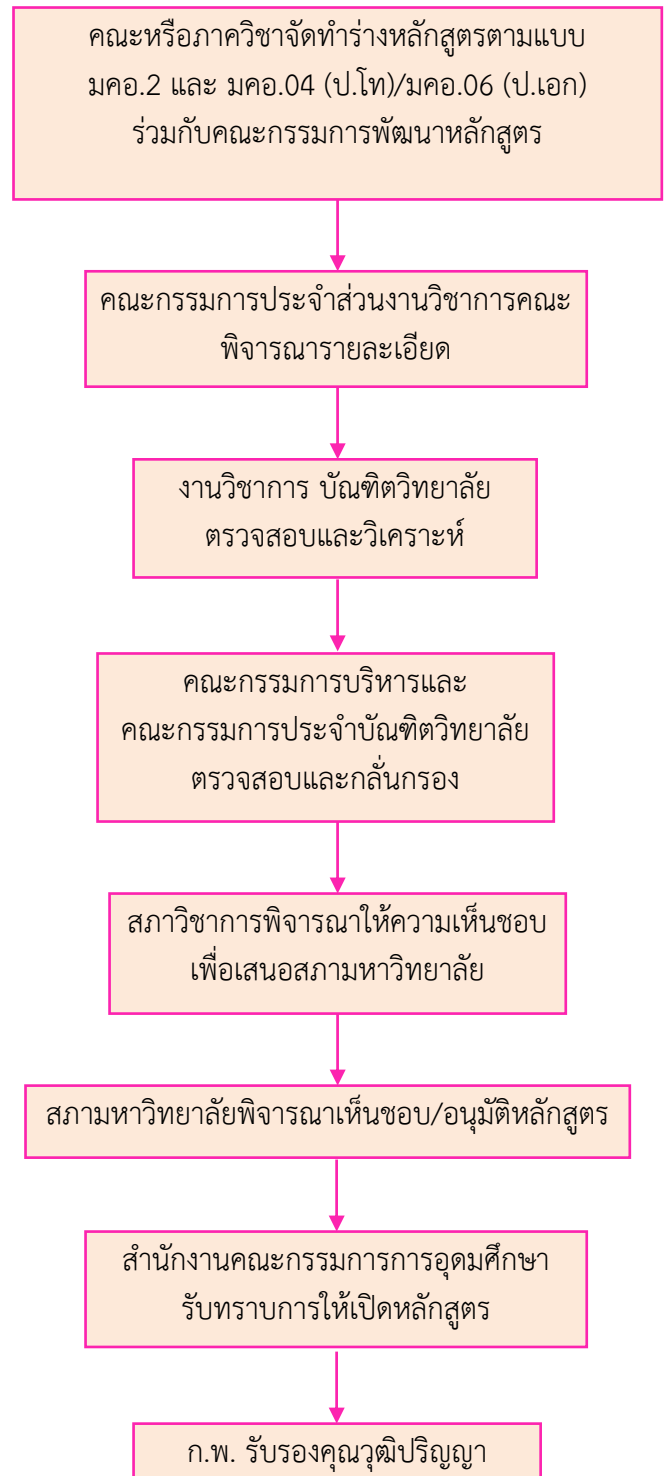 คณะหรือภาควิชาจัดทำร่างหลักสูตรตามแบบ
มคอ.2 และ มคอ.04 (ป.โท)/มคอ.06 (ป.เอก)
ร่วมกับคณะกรรมการพัฒนาหลักสูตร
คณะกรรมการประจำส่วนงานวิชาการคณะ
พิจารณารายละเอียด
งานวิชาการ บัณฑิตวิทยาลัย
ตรวจสอบและวิเคราะห์
คณะกรรมการบริหารและ
คณะกรรมการประจำบัณฑิตวิทยาลัย
ตรวจสอบและกลั่นกรอง
สภาวิชาการพิจารณาให้ความเห็นชอบ
เพื่อเสนอสภามหาวิทยาลัย
สภามหาวิทยาลัยพิจารณาเห็นชอบ/อนุมัติหลักสูตร
สำนักงานคณะกรรมการการอุดมศึกษา
รับทราบการให้เปิดหลักสูตร
ก.พ. รับรองคุณวุฒิปริญญา